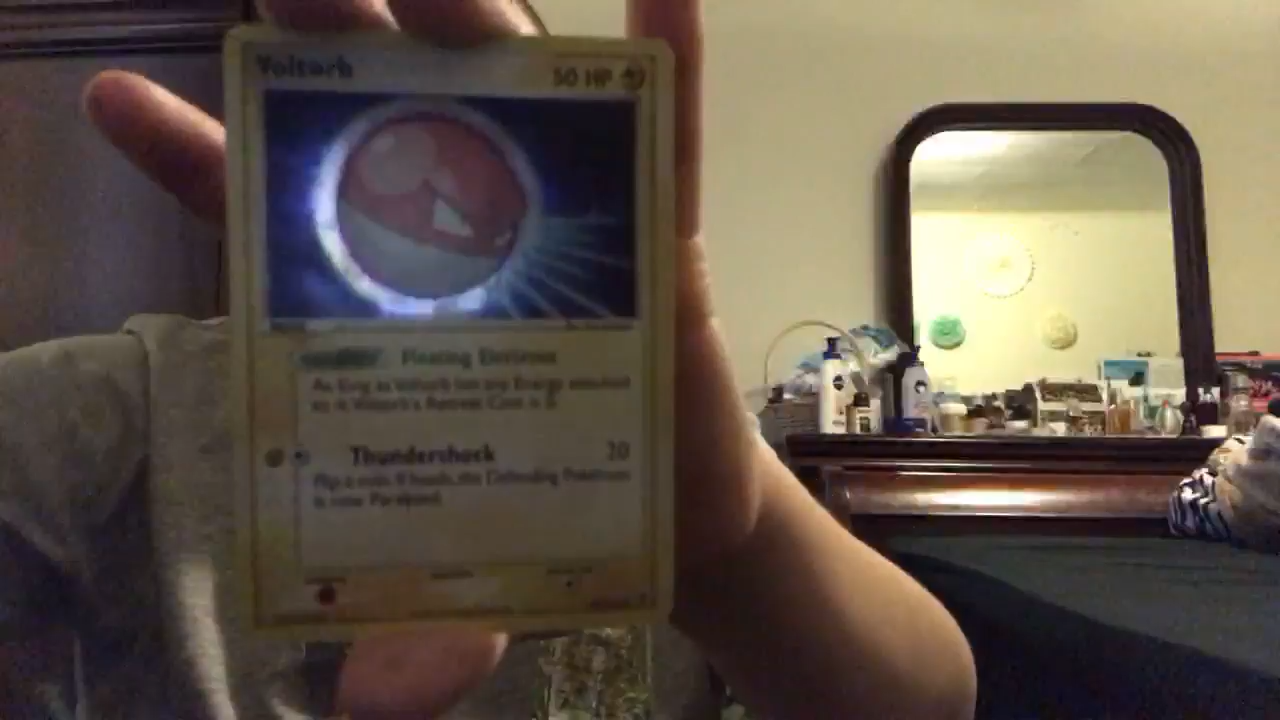 Voltorb 50 HP
Floating Electrons
As long as Voltorb has any Energy attached
to it, Voltorb's Retreat Cost is 0.
Thundershock 20
Flip a coin. If heads, the Defending Pokémon
is now Paralyzed.